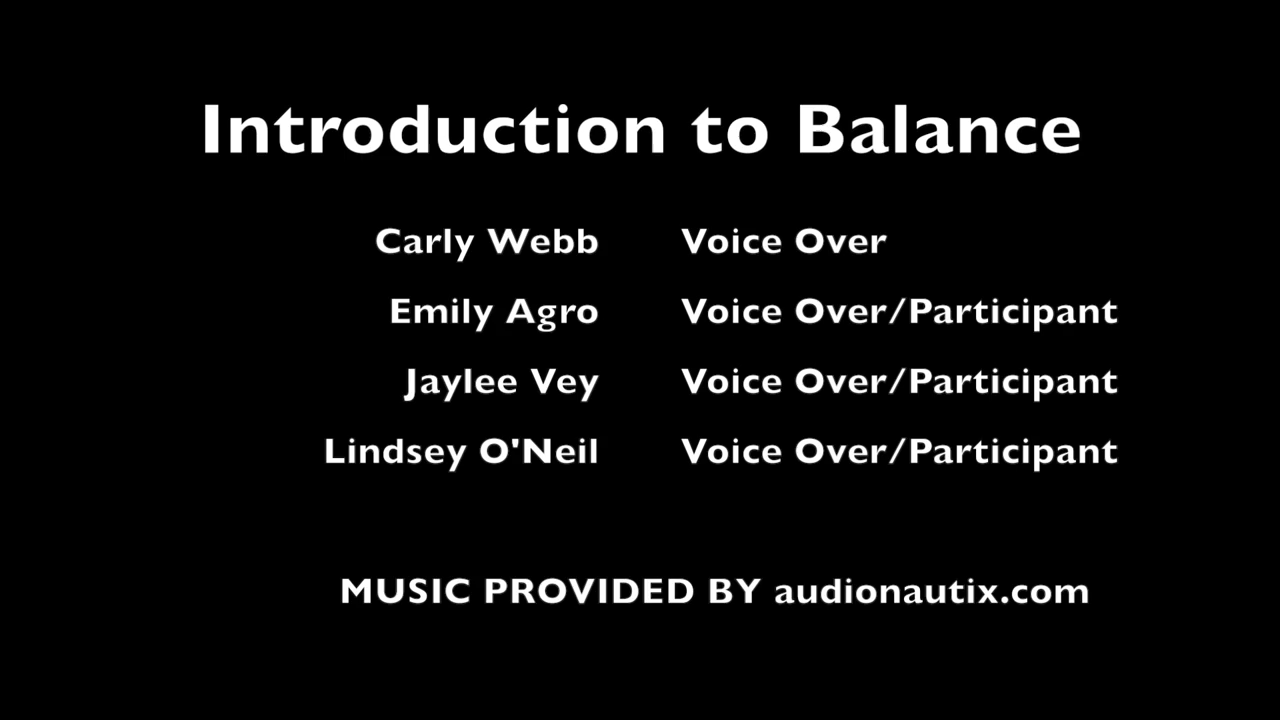 Introduction to Balance
Carly Webb Voice Over
Emily Agro Voice Over/Participant
Jaylee Vey Voice Over/Participant
Lindsey O'Neil Voice Over/Participant
MUSIC PROVIDED BY audionautix.com